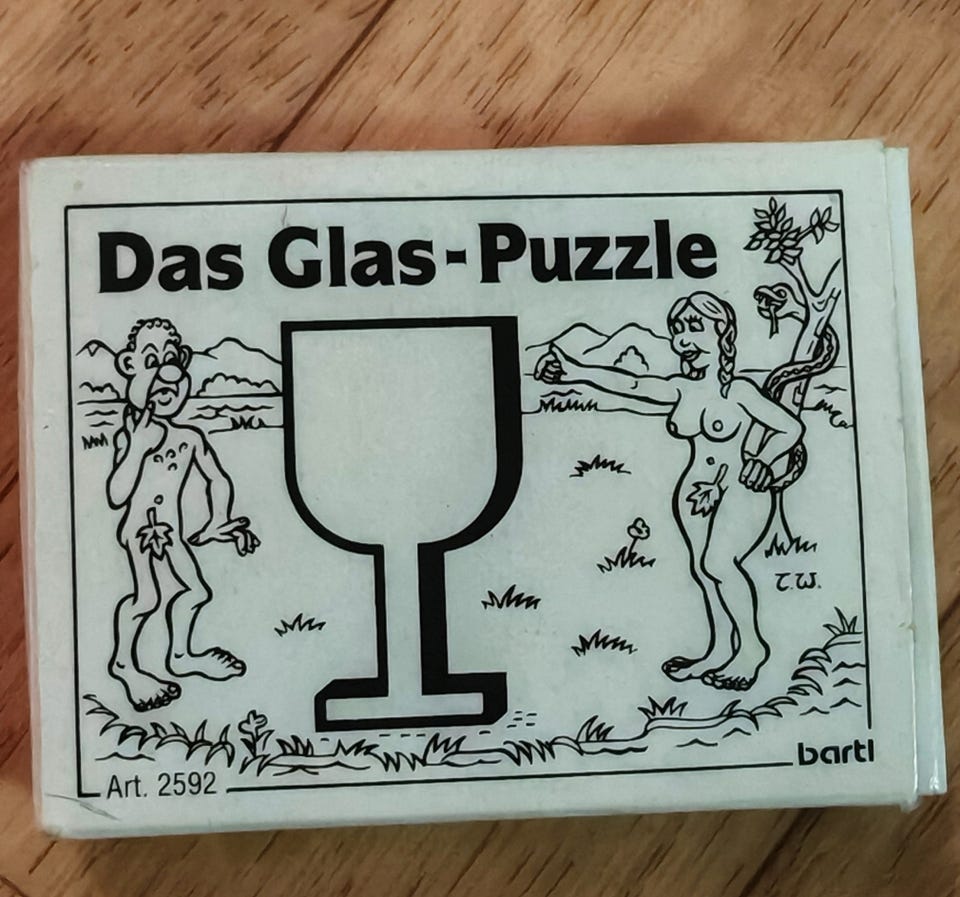 Das Glas-Puzzle
T.W.
bartl
Art. 2592